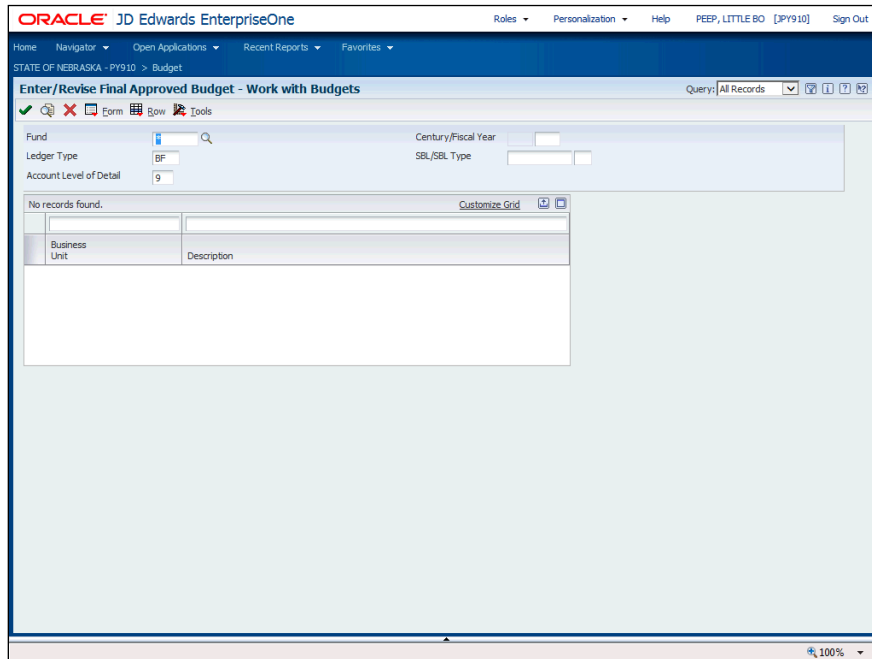 ORACLE JD Edwards EnterpriseOne Roles Personalization Help PEEP, LITTLE BO [JPY910] Sign Out
Home Navigator Open Applications Recent Reports Favorites
STATE OF NEBRASKA - PY910 > Budget
Enter/Revise Final Approved Budget - Work with Budgets Query: All Records
Form Row Tools
Fund * Century/Fiscal Year
Ledger Type BF SBL/SBL Type
Account Level of Detail 9
No records found. Customize Grid
Business
Unit Description
100%